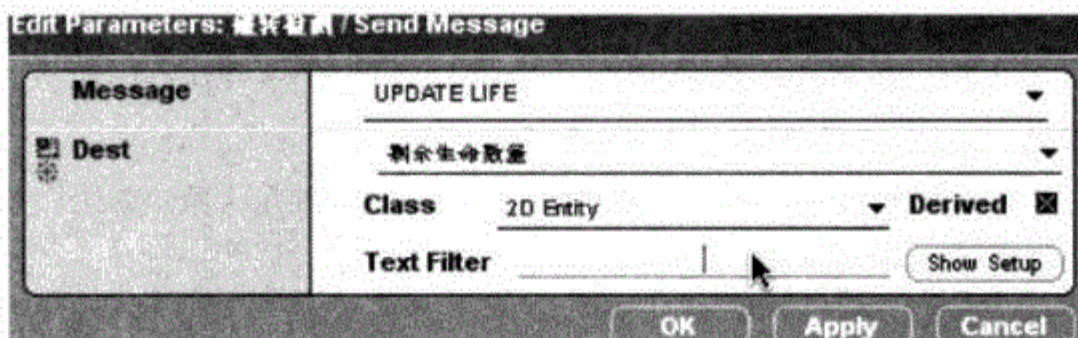 Edit Parameters: / Send Message
Message UPDATE LIFE
Dest 剩余生命数量
Class 2D Entity Derived
Text Filter Show Setup
OK Apply Cancel